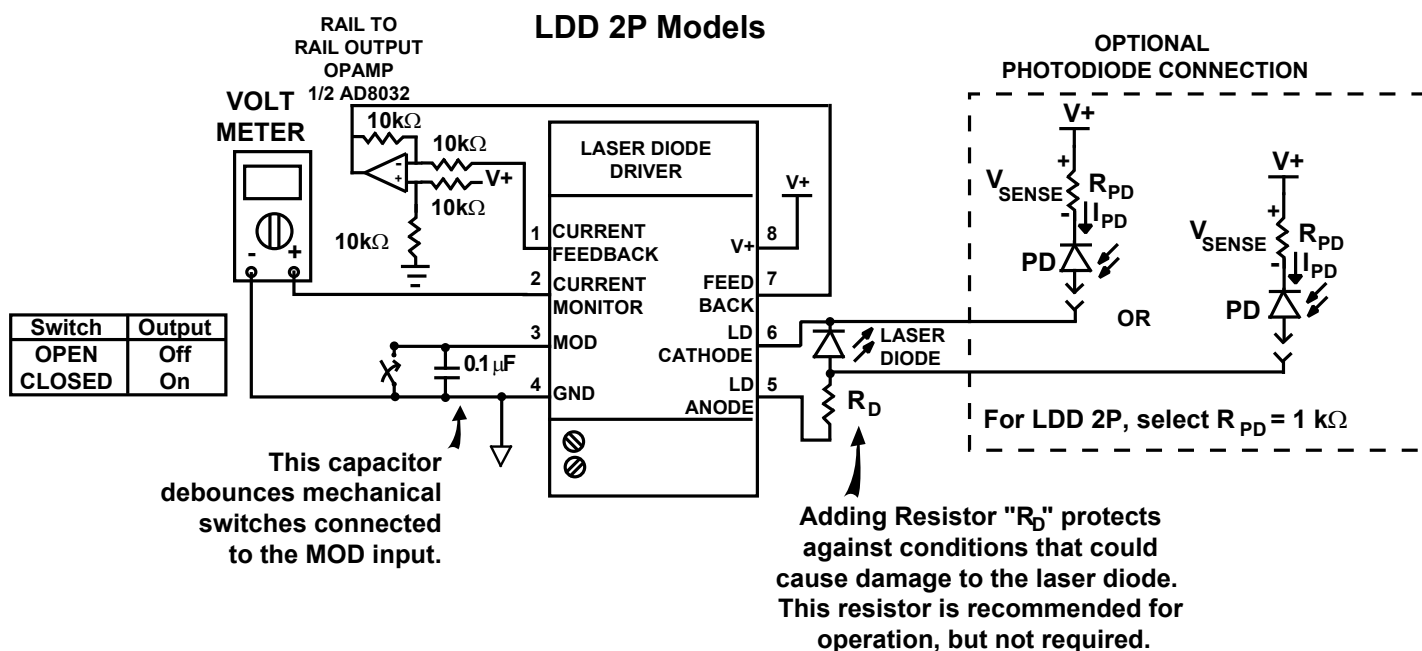 LDD 2P Models
RAIL TO
RAIL OUTPUT
OPAMP
1/2 AD8032
VOLT
METER
- +
10kΩ
10kΩ
10kΩ
10kΩ
- +
V+
LASER DIODE
DRIVER
1 CURRENT
FEEDBACK
2 CURRENT
MONITOR
3 MOD
4 GND
V+ 8
FEED 7
BACK
LD 6
CATHODE
LD 5
ANODE
V+
0.1 µF
Switch Output
OPEN Off
CLOSED On
This capacitor
debounces mechanical
switches connected
to the MOD input.
LASER
DIODE
RD
Adding Resistor "RD" protects
against conditions that could
cause damage to the laser diode.
This resistor is recommended for
operation, but not required.
OPTIONAL
PHOTODIODE CONNECTION
V+
+
VSENSE RPD
- IPD
PD
OR
V+
+
VSENSE RPD
- IPD
PD
For LDD 2P, select R PD = 1 kΩ